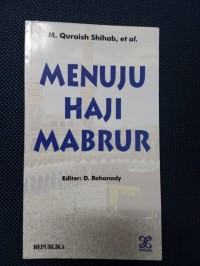 M. Quraish Shihab, et al.
MENUJU
HAJI
MABRUR
Editor: D. Rohanady
REPUBLIKA